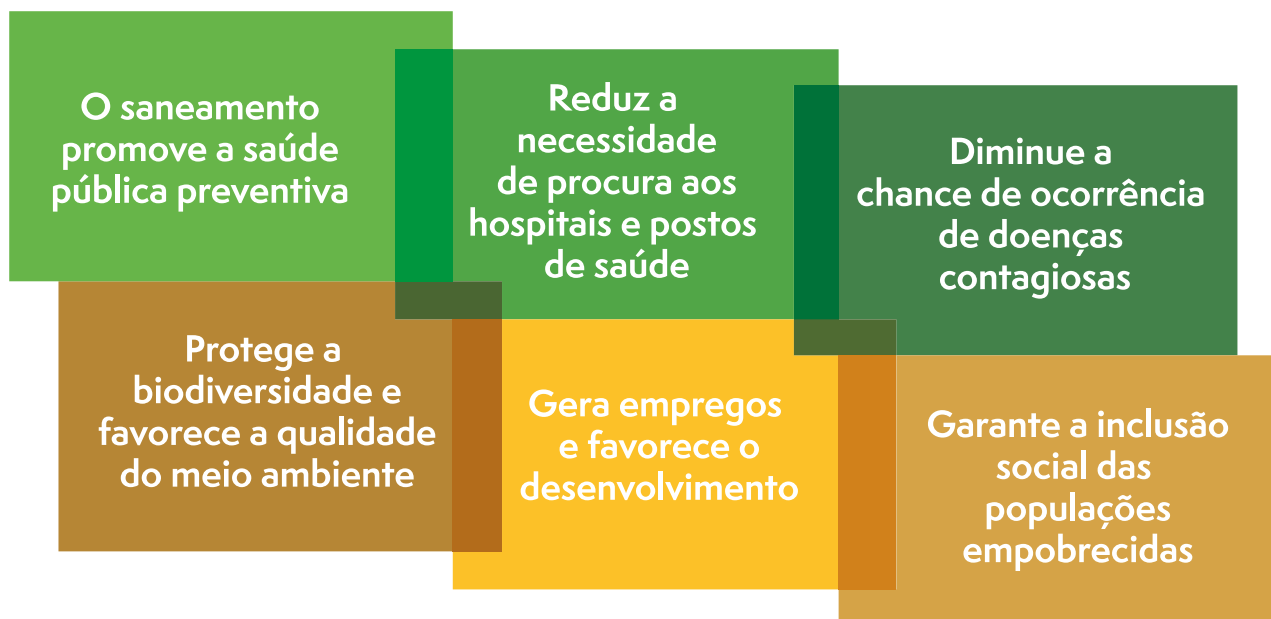 O saneamento
promove a saúde
pública preventiva
Reduz a
necessidade
de procura aos
hospitais e postos
de saúde
Diminue a
chance de ocorrência
de doenças
contagiosas
Protege a
biodiversidade e
favorece a qualidade
do meio ambiente
Gera empregos
e favorece o
desenvolvimento
Garante a inclusão
social das
populações
empobrecidas